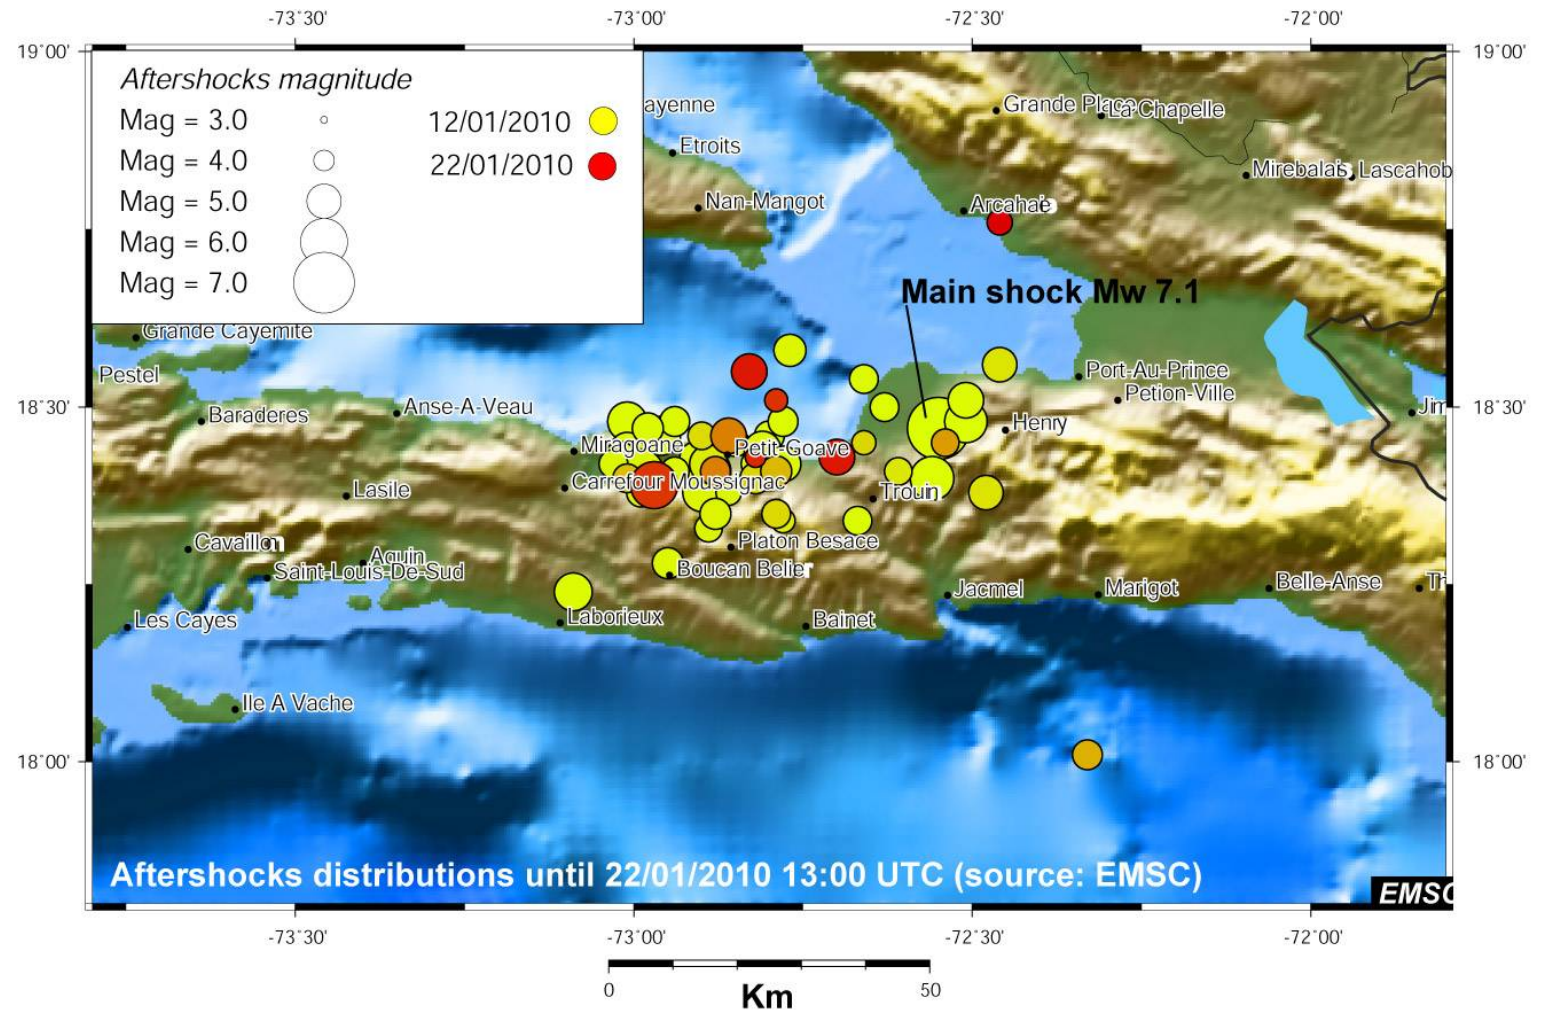 -73°30' -73°00' -72°30' -72°00'
19°00' 19°00'
Aftershocks magnitude
Mag = 3.0
Mag = 4.0
Mag = 5.0
Mag = 6.0
Mag = 7.0
12/01/2010
22/01/2010
ayenne
Etroits
Nan-Mangot
Grande Place
La Chapelle
Mirebalais
Lascahob
Arcahaie
Main shock Mw 7.1
Grande Cayemite
Pestel
Port-Au-Prince
Petion-Ville
18°30' 18°30'
Baraderes
Anse-A-Veau
Jim
Henry
Miragoane
Petit-Goave
Carrefour Moussignac
Lasile
Trouin
Cavaillon
Platon Besace
Aquin
Saint-Louis-De-Sud
Boucan Belier
Jacmel
Marigot
Belle-Anse
Th
Les Cayes
Laborieux
Bainet
Ile A Vache
18°00' 18°00'
Aftershocks distributions until 22/01/2010 13:00 UTC (source: EMSC)
EMSC
-73°30' -73°00' -72°30' -72°00'
0 50
Km